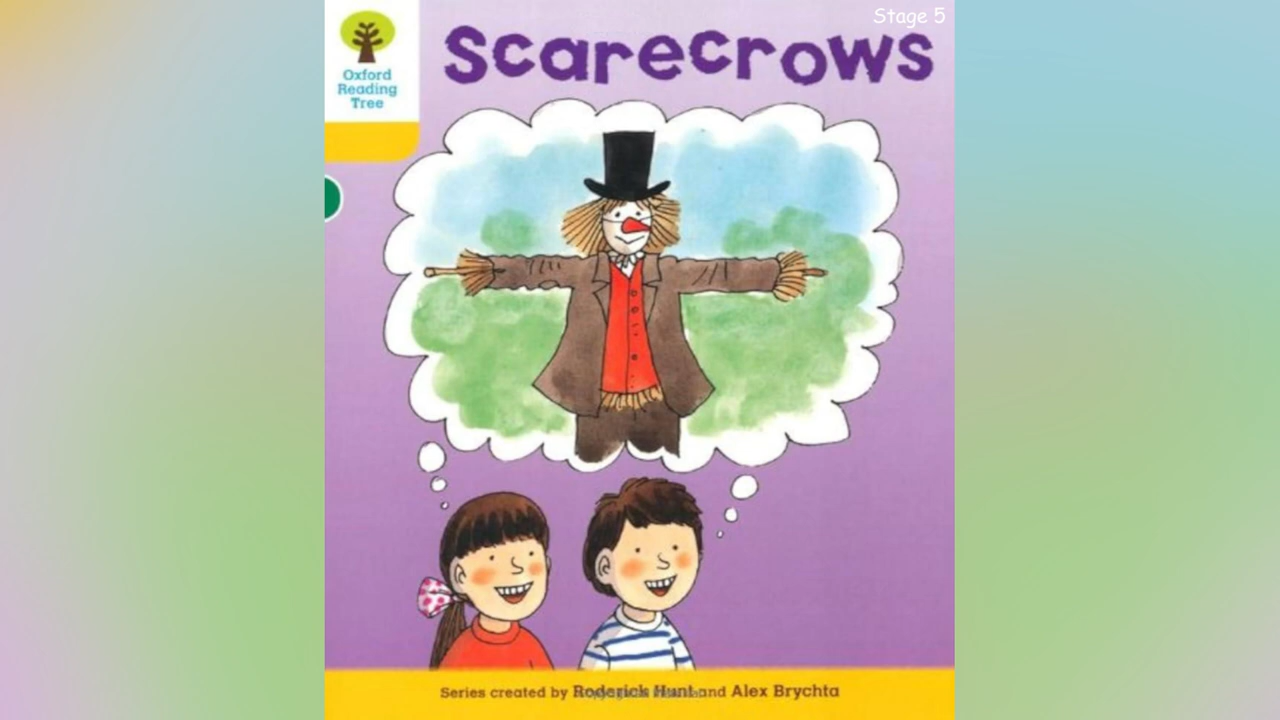 Stage 5
Scarecrows
Oxford
Reading
Tree
Series created by Roderick Hunt and Alex Brychta